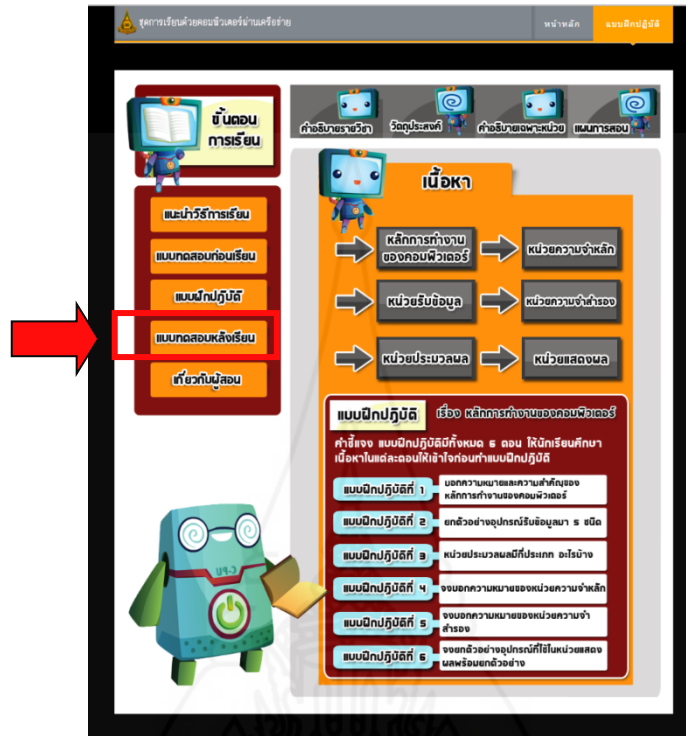 ชุดการเรียนด้วยคอมพิวเตอร์ผ่านเครือข่าย
หน้าหลัก
แบบฝึกปฏิบัติ
ขั้นตอน
การเรียน
คำอธิบายรายวิชา
วัตถุประสงค์
คำอธิบายเฉพาะหน่วย
แผนการสอน
เนื้อหา
แนะนำวิธีการเรียน
แบบทดสอบก่อนเรียน
แบบฝึกปฏิบัติ
แบบทดสอบหลังเรียน
เกี่ยวกับผู้สอน
หลักการทำงาน
ของคอมพิวเตอร์
หน่วยความจำหลัก
หน่วยรับข้อมูล
หน่วยความจำสำรอง
หน่วยประมวลผล
หน่วยแสดงผล
แบบฝึกปฏิบัติ เรื่อง หลักการทำงานของคอมพิวเตอร์
คำชี้แจง แบบฝึกปฏิบัติมีทั้งหมด ๖ ตอน ให้นักเรียนศึกษา
เนื้อหาในแต่ละตอนให้เข้าใจก่อนทำแบบฝึกปฏิบัติ
แบบฝึกปฏิบัติที่ ๑
บอกความหมายและความสำคัญของ
หลักการทำงานของคอมพิวเตอร์
แบบฝึกปฏิบัติที่ ๒
ยกตัวอย่างอุปกรณ์รับข้อมูลมา ๕ ชนิด
แบบฝึกปฏิบัติที่ ๓
หน่วยประมวลผลมีกี่ประเภท อะไรบ้าง
แบบฝึกปฏิบัติที่ ๔
จงบอกความหมายของหน่วยความจำหลัก
แบบฝึกปฏิบัติที่ ๕
จงบอกความหมายของหน่วยความจำ
สำรอง
แบบฝึกปฏิบัติที่ ๖
จงยกตัวอย่างอุปกรณ์ที่ใช้ในหน่วยแสดง
ผลพร้อมยกตัวอย่าง